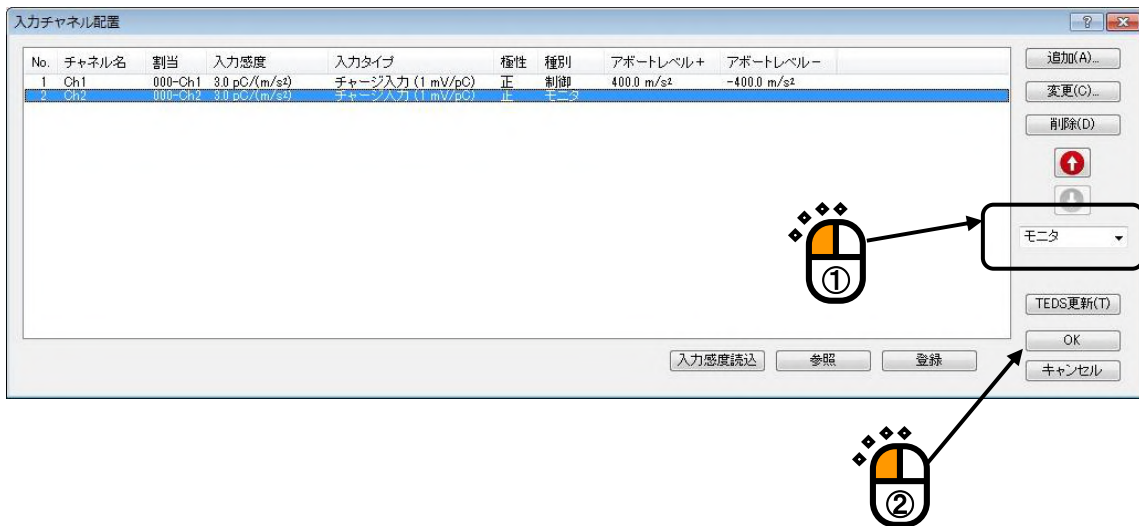 入力チャネル配置
No. チャネル名 割当 入力感度 入力タイプ 極性 種別 アボートレベル+ アボートレベル-
1 Ch1 000-Ch1 3.0 pC/(m/s²) チャージ入力 (1 mV/pC) 正 制御 400.0 m/s² -400.0 m/s²
2 Ch2 000-Ch2 3.0 pC/(m/s²) チャージ入力 (1 mV/pC) 正 モニタ
追加(A)...
変更(C)...
削除(D)
モニタ
①
TEDS更新(T)
OK
キャンセル
入力感度読込 参照 登録
②